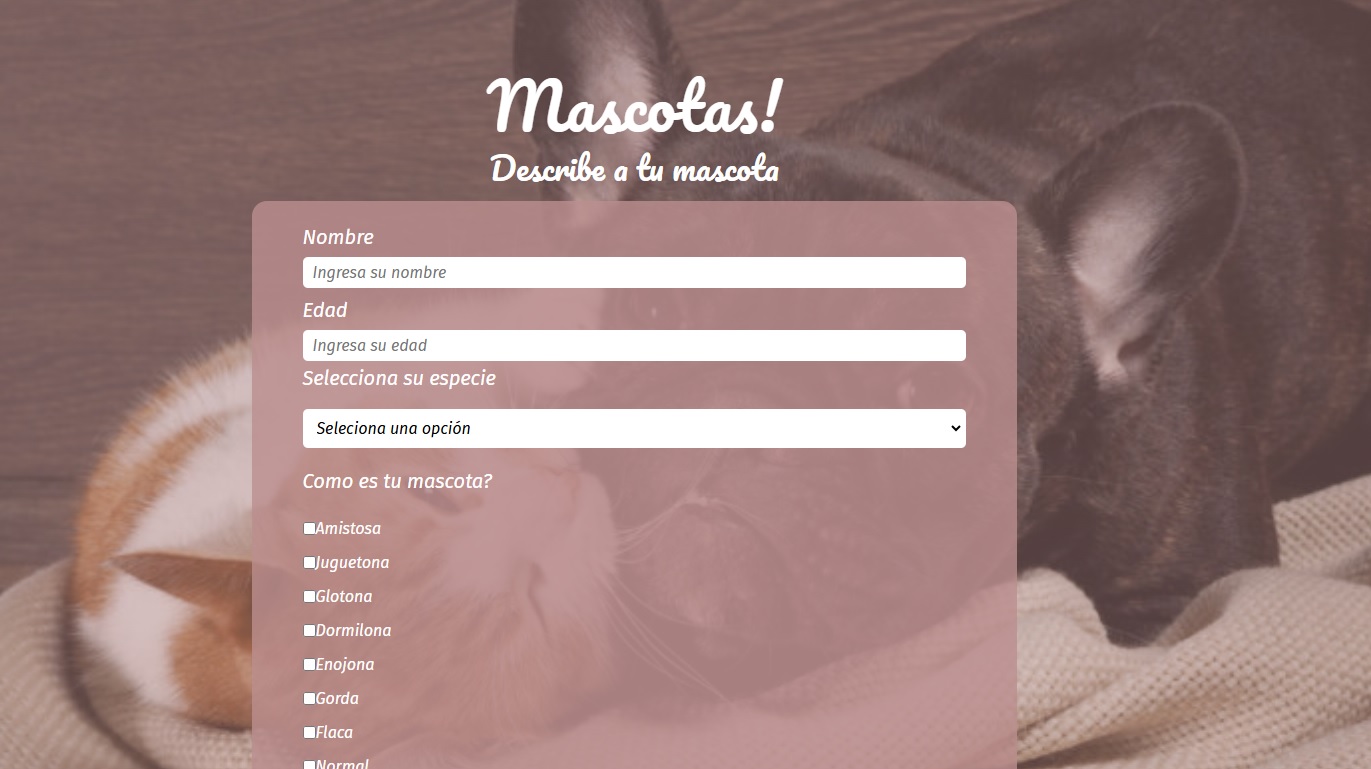 Mascotas!
Describe a tu mascota
Nombre
Ingresa su nombre
Edad
Ingresa su edad
Selecciona su especie
Seleciona una opción
Como es tu mascota?
Amistosa
Juguetona
Glotona
Dormilona
Enojona
Gorda
Flaca
Normal